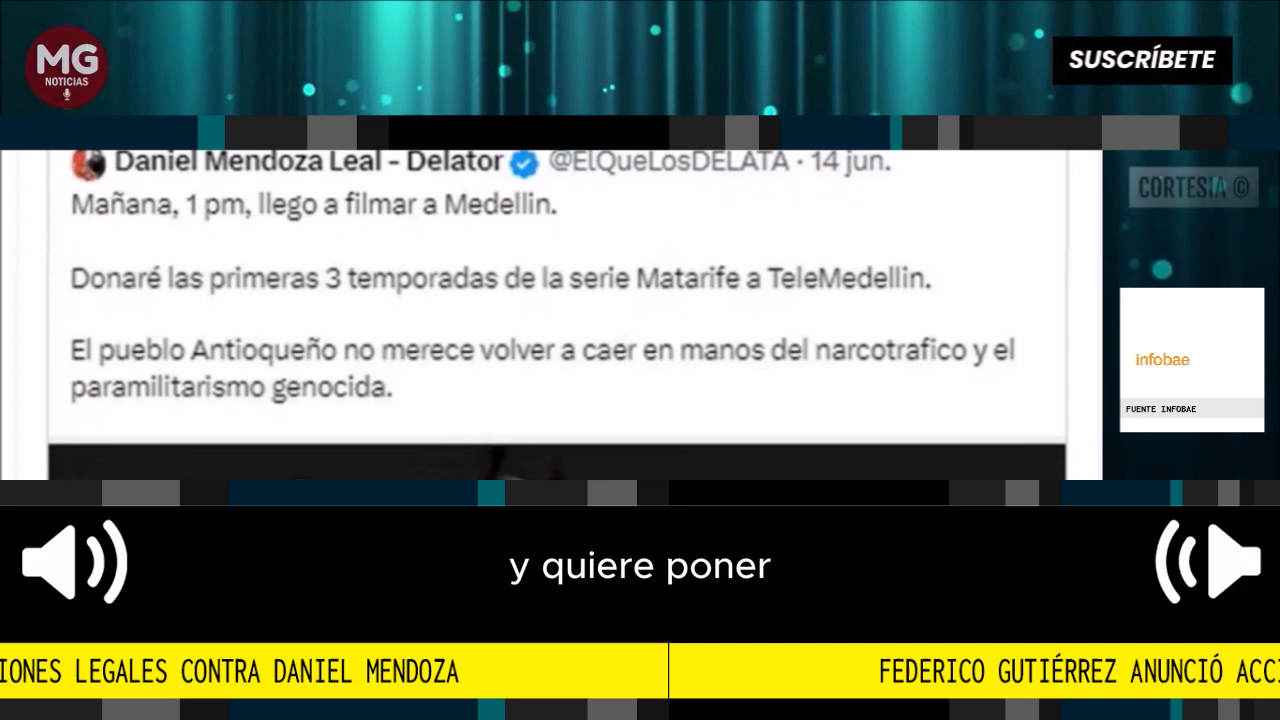 MG
NOTICIAS
SUSCRÍBETE
Daniel Mendoza Leal - Delator @ElQueLosDELATA · 14 jun.
Mañana, 1 pm, llego a filmar a Medellin.
Donaré las primeras 3 temporadas de la serie Matarife a TeleMedellin.
El pueblo Antioqueño no merece volver a caer en manos del narcotrafico y el
paramilitarismo genocida.
CORTESIA ©
infobae
FUENTE INFOBAE
y quiere poner
IONES LEGALES CONTRA DANIEL MENDOZA
FEDERICO GUTIÉRREZ ANUNCIÓ ACCI